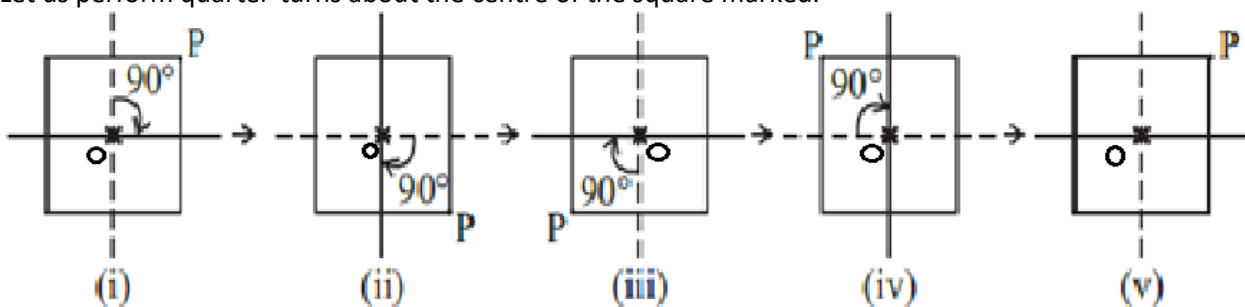 Let us perform quarter-turns about the centre of the square marked.
P P P
90° 90° 90° 90°
O O O O O
P P
(i) (ii) (iii) (iv) (v)